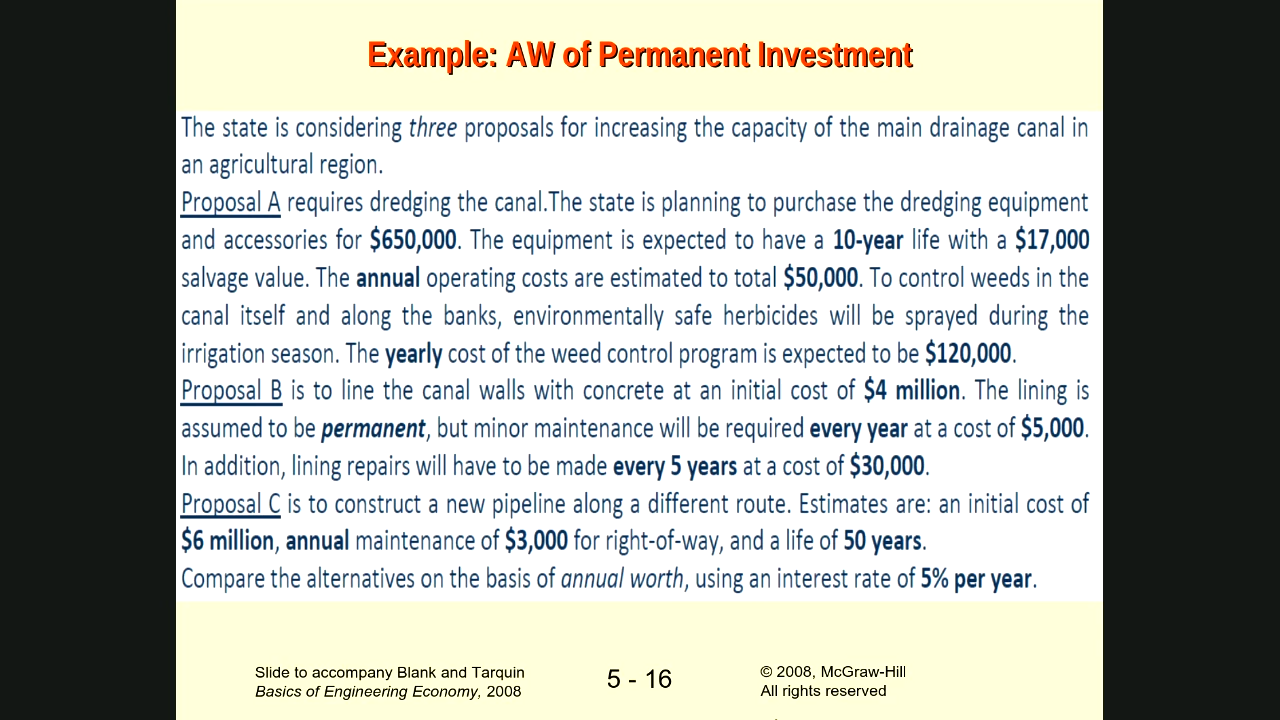 Example: AW of Permanent Investment
The state is considering three proposals for increasing the capacity of the main drainage canal in
an agricultural region.
Proposal A requires dredging the canal.The state is planning to purchase the dredging equipment
and accessories for $650,000. The equipment is expected to have a 10-year life with a $17,000
salvage value. The annual operating costs are estimated to total $50,000. To control weeds in the
canal itself and along the banks, environmentally safe herbicides will be sprayed during the
irrigation season. The yearly cost of the weed control program is expected to be $120,000.
Proposal B is to line the canal walls with concrete at an initial cost of $4 million. The lining is
assumed to be permanent, but minor maintenance will be required every year at a cost of $5,000.
In addition, lining repairs will have to be made every 5 years at a cost of $30,000.
Proposal C is to construct a new pipeline along a different route. Estimates are: an initial cost of
$6 million, annual maintenance of $3,000 for right-of-way, and a life of 50 years.
Compare the alternatives on the basis of annual worth, using an interest rate of 5% per year.
Slide to accompany Blank and Tarquin
Basics of Engineering Economy, 2008
5 - 16
© 2008, McGraw-Hill
All rights reserved